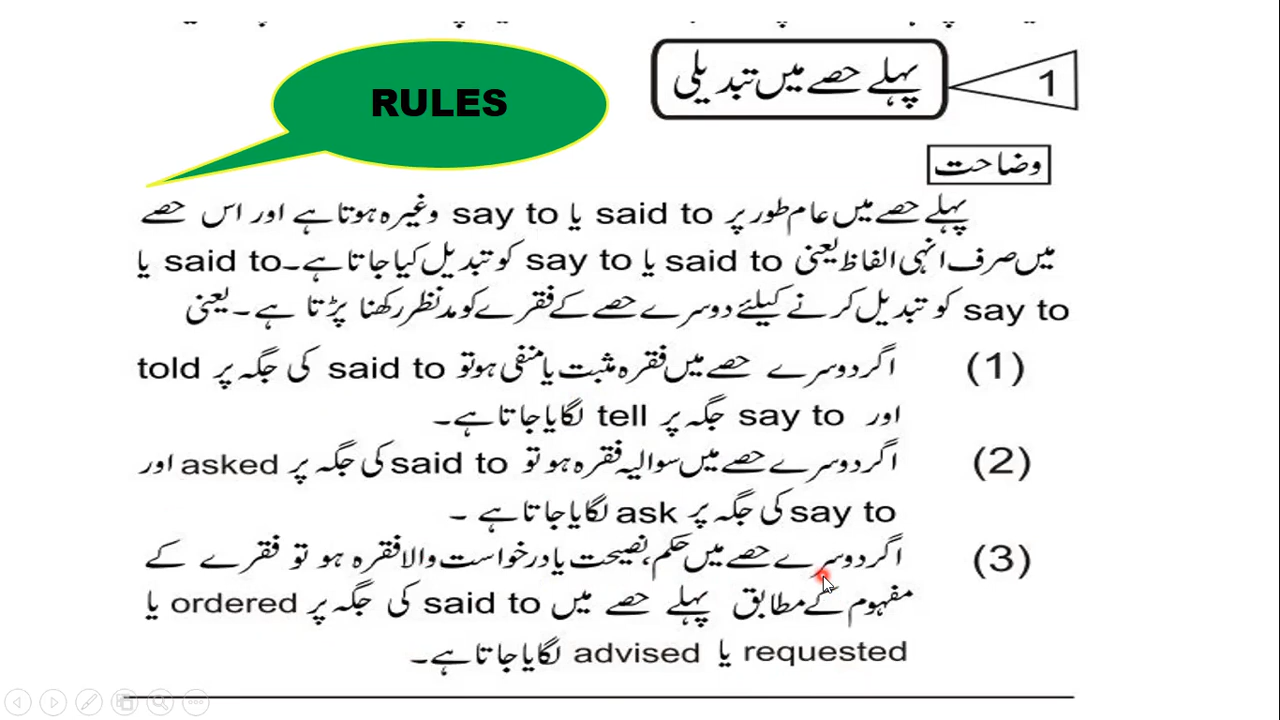 RULES
1
پہلے حصے میں تبدیلی
وضاحت
پہلے حصے میں عام طور پر said to یا say to وغیرہ ہوتا ہے اور اس حصے
میں صرف انہی الفاظ یعنی said to یا say to کو تبدیل کیا جاتا ہے۔ said to یا
say to کو تبدیل کرنے کیلئے دوسرے حصے کے فقرے کو مدنظر رکھنا پڑتا ہے۔ یعنی
(1) اگر دوسرے حصے میں فقرہ مثبت یا منفی ہو تو said to کی جگہ پر told
اور say to جگہ پر tell لگایا جاتا ہے۔
(2) اگر دوسرے حصے میں سوالیہ فقرہ ہو تو said to کی جگہ پر asked اور
say to کی جگہ پر ask لگایا جاتا ہے ۔
(3) اگر دوسرے حصے میں حکم، نصیحت یا درخواست والا فقرہ ہو تو فقرے کے
مفہوم کے مطابق پہلے حصے میں said to کی جگہ پر ordered یا
requested یا advised لگایا جاتا ہے۔